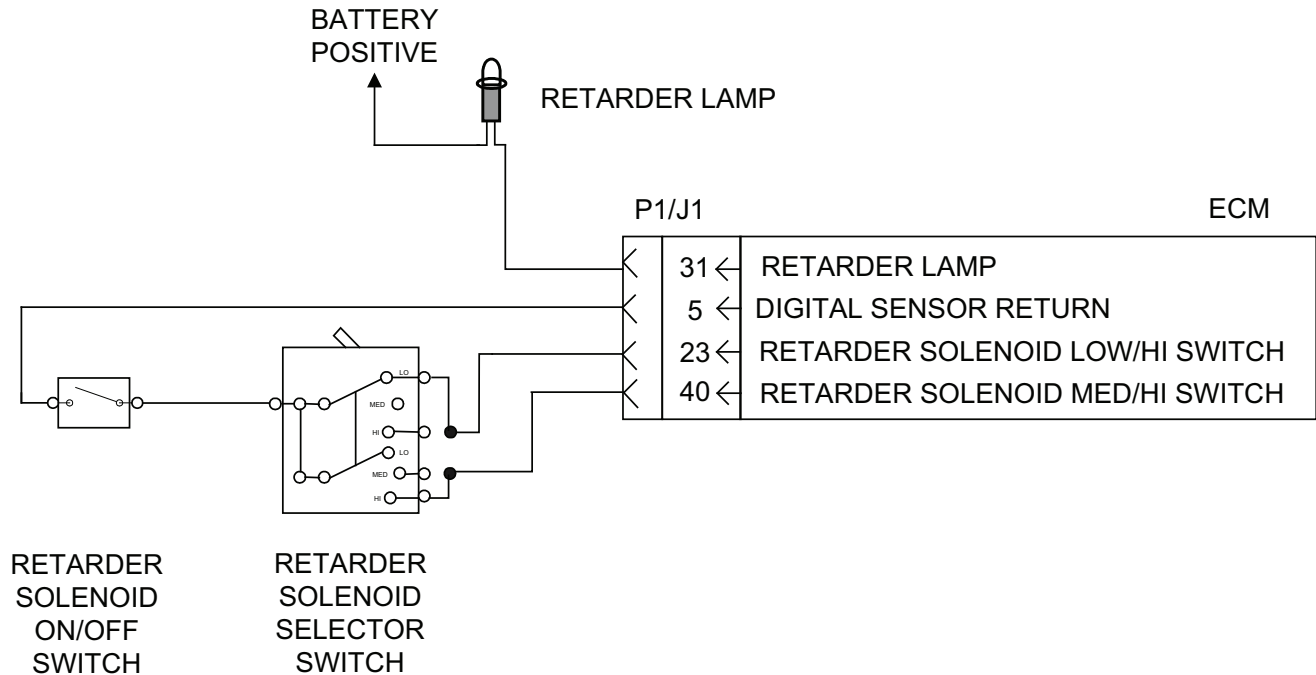 BATTERY
POSITIVE
RETARDER LAMP
P1/J1 ECM
31 RETARDER LAMP
5 DIGITAL SENSOR RETURN
23 RETARDER SOLENOID LOW/HI SWITCH
40 RETARDER SOLENOID MED/HI SWITCH
LO
MED
HI
LO
MED
HI
RETARDER
SOLENOID
ON/OFF
SWITCH
RETARDER
SOLENOID
SELECTOR
SWITCH